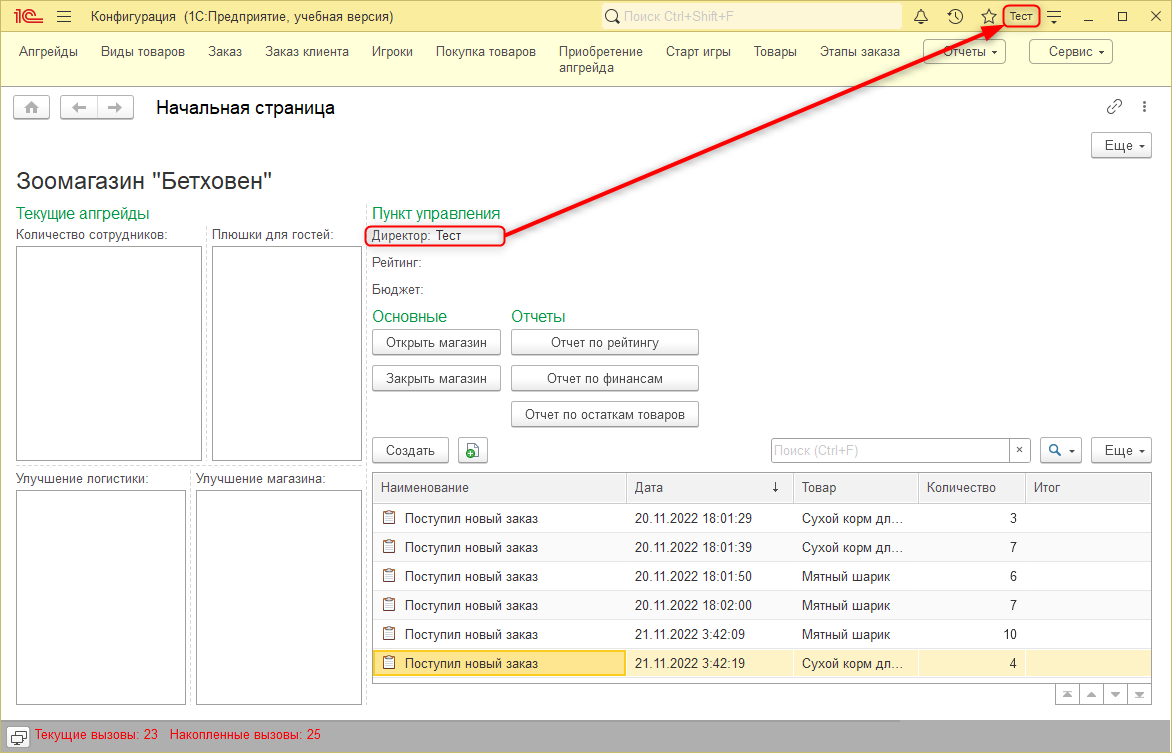 1С Конфигурация (1С:Предприятие, учебная версия) Поиск Ctrl+Shift+F Тест
Апгрейды Виды товаров Заказ Заказ клиента Игроки Покупка товаров Приобретение апгрейда Старт игры Товары Этапы заказа Отчеты Сервис
Начальная страница
Еще
Зоомагазин "Бетховен"
Текущие апгрейды
Количество сотрудников:
Плюшки для гостей:
Улучшение логистики:
Улучшение магазина:
Пункт управления
Директор: Тест
Рейтинг:
Бюджет:
Основные Отчеты
Открыть магазин Отчет по рейтингу
Закрыть магазин Отчет по финансам
Отчет по остаткам товаров
Создать Поиск (Ctrl+F) × Еще
Наименование Дата ↓ Товар Количество Итог
Поступил новый заказ 20.11.2022 18:01:29 Сухой корм дл... 3
Поступил новый заказ 20.11.2022 18:01:39 Сухой корм дл... 7
Поступил новый заказ 20.11.2022 18:01:50 Мятный шарик 6
Поступил новый заказ 20.11.2022 18:02:00 Мятный шарик 7
Поступил новый заказ 21.11.2022 3:42:09 Мятный шарик 10
Поступил новый заказ 21.11.2022 3:42:19 Сухой корм дл... 4
Текущие вызовы: 23 Накопленные вызовы: 25